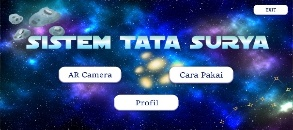 EXIT
SISTEM TATA SURYA
AR Camera
Cara Pakai
Profil